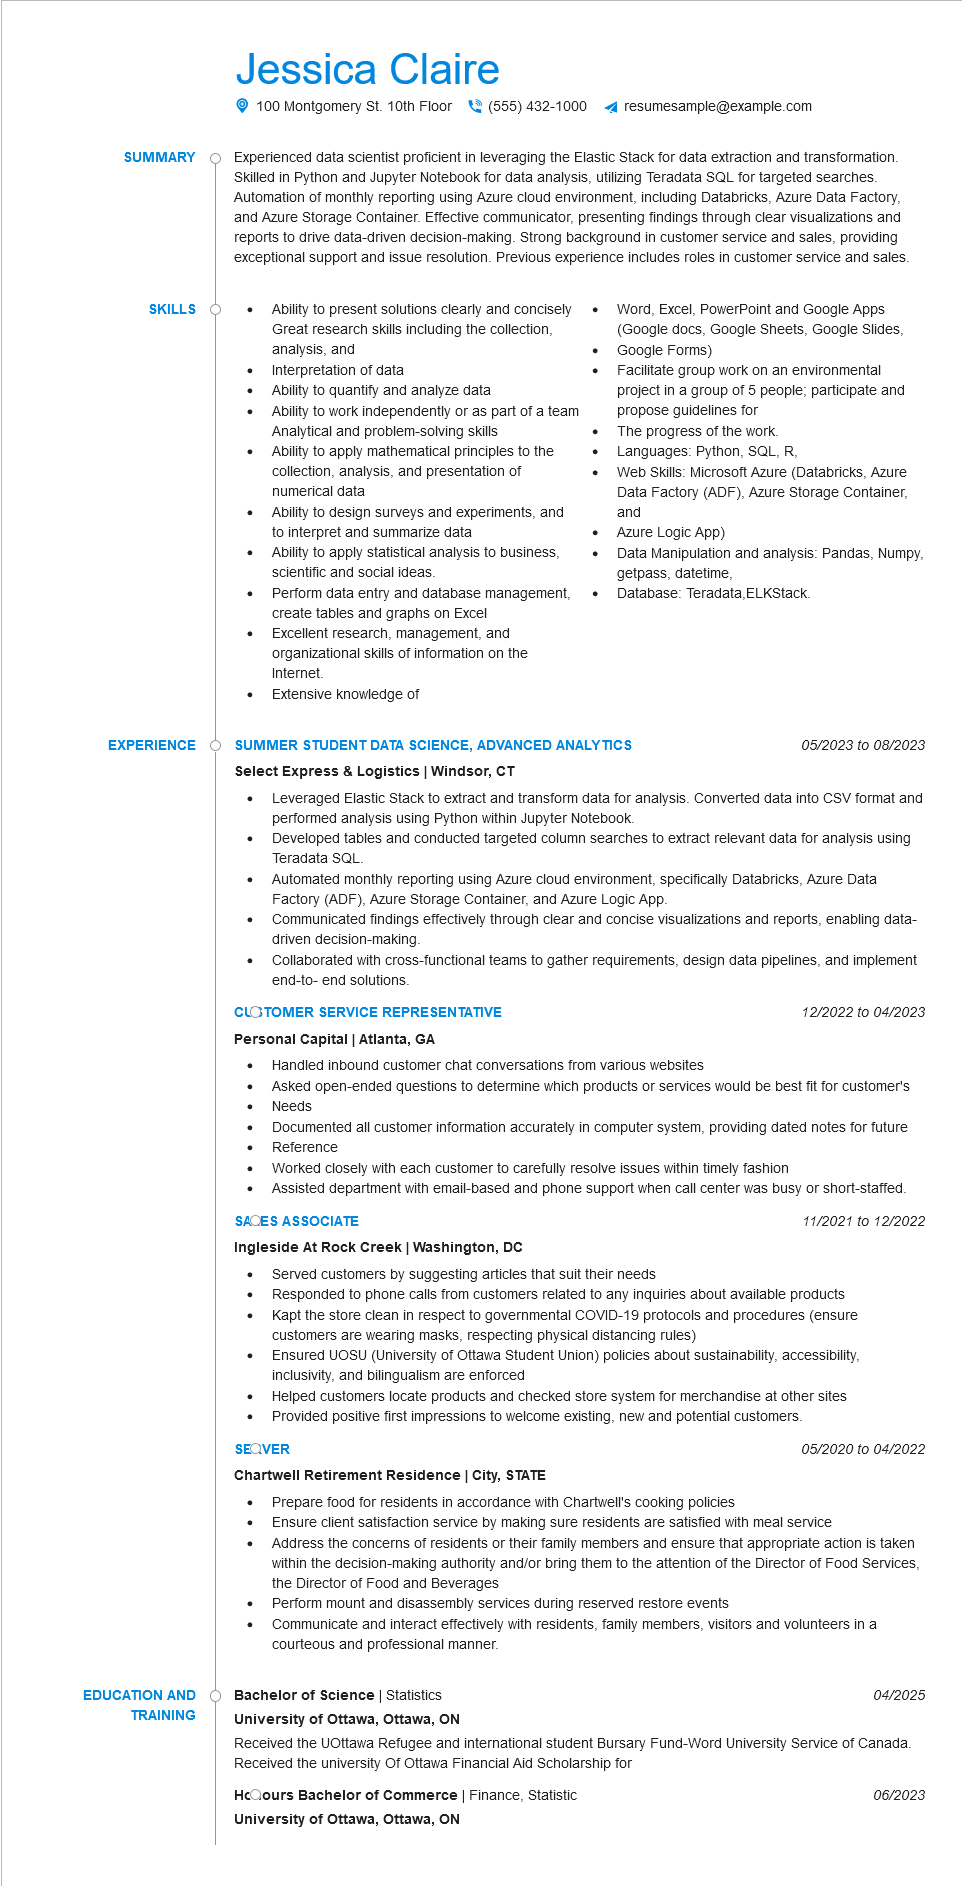 Jessica Claire
100 Montgomery St. 10th Floor (555) 432-1000 resumesample@example.com
SUMMARY
Experienced data scientist proficient in leveraging the Elastic Stack for data extraction and transformation.
Skilled in Python and Jupyter Notebook for data analysis, utilizing Teradata SQL for targeted searches.
Automation of monthly reporting using Azure cloud environment, including Databricks, Azure Data Factory,
and Azure Storage Container. Effective communicator, presenting findings through clear visualizations and
reports to drive data-driven decision-making. Strong background in customer service and sales, providing
exceptional support and issue resolution. Previous experience includes roles in customer service and sales.
SKILLS
• Ability to present solutions clearly and concisely
Great research skills including the collection,
analysis, and
• Interpretation of data
• Ability to quantify and analyze data
• Ability to work independently or as part of a team
Analytical and problem-solving skills
• Ability to apply mathematical principles to the
collection, analysis, and presentation of
numerical data
• Ability to design surveys and experiments, and
to interpret and summarize data
• Ability to apply statistical analysis to business,
scientific and social ideas.
• Perform data entry and database management,
create tables and graphs on Excel
• Excellent research, management, and
organizational skills of information on the
Internet.
• Extensive knowledge of
• Word, Excel, PowerPoint and Google Apps
(Google docs, Google Sheets, Google Slides,
• Google Forms)
• Facilitate group work on an environmental
project in a group of 5 people; participate and
propose guidelines for
• The progress of the work.
• Languages: Python, SQL, R,
• Web Skills: Microsoft Azure (Databricks, Azure
Data Factory (ADF), Azure Storage Container,
and
• Azure Logic App)
• Data Manipulation and analysis: Pandas, Numpy,
getpass, datetime,
• Database: Teradata,ELKStack.
EXPERIENCE
SUMMER STUDENT DATA SCIENCE, ADVANCED ANALYTICS 05/2023 to 08/2023
Select Express & Logistics | Windsor, CT
• Leveraged Elastic Stack to extract and transform data for analysis. Converted data into CSV format and
performed analysis using Python within Jupyter Notebook.
• Developed tables and conducted targeted column searches to extract relevant data for analysis using
Teradata SQL.
• Automated monthly reporting using Azure cloud environment, specifically Databricks, Azure Data
Factory (ADF), Azure Storage Container, and Azure Logic App.
• Communicated findings effectively through clear and concise visualizations and reports, enabling data-
driven decision-making.
• Collaborated with cross-functional teams to gather requirements, design data pipelines, and implement
end-to- end solutions.
CUSTOMER SERVICE REPRESENTATIVE 12/2022 to 04/2023
Personal Capital | Atlanta, GA
• Handled inbound customer chat conversations from various websites
• Asked open-ended questions to determine which products or services would be best fit for customer's
• Needs
• Documented all customer information accurately in computer system, providing dated notes for future
• Reference
• Worked closely with each customer to carefully resolve issues within timely fashion
• Assisted department with email-based and phone support when call center was busy or short-staffed.
SALES ASSOCIATE 11/2021 to 12/2022
Ingleside At Rock Creek | Washington, DC
• Served customers by suggesting articles that suit their needs
• Responded to phone calls from customers related to any inquiries about available products
• Kapt the store clean in respect to governmental COVID-19 protocols and procedures (ensure
customers are wearing masks, respecting physical distancing rules)
• Ensured UOSU (University of Ottawa Student Union) policies about sustainability, accessibility,
inclusivity, and bilingualism are enforced
• Helped customers locate products and checked store system for merchandise at other sites
• Provided positive first impressions to welcome existing, new and potential customers.
SERVER 05/2020 to 04/2022
Chartwell Retirement Residence | City, STATE
• Prepare food for residents in accordance with Chartwell's cooking policies
• Ensure client satisfaction service by making sure residents are satisfied with meal service
• Address the concerns of residents or their family members and ensure that appropriate action is taken
within the decision-making authority and/or bring them to the attention of the Director of Food Services,
the Director of Food and Beverages
• Perform mount and disassembly services during reserved restore events
• Communicate and interact effectively with residents, family members, visitors and volunteers in a
courteous and professional manner.
EDUCATION AND
TRAINING
Bachelor of Science | Statistics 04/2025
University of Ottawa, Ottawa, ON
Received the UOttawa Refugee and international student Bursary Fund-Word University Service of Canada.
Received the university Of Ottawa Financial Aid Scholarship for
Honours Bachelor of Commerce | Finance, Statistic 06/2023
University of Ottawa, Ottawa, ON